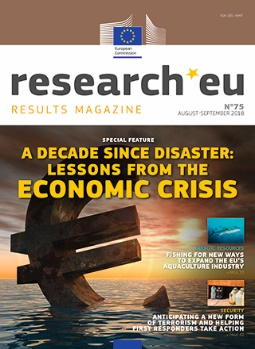 European
Commission
research*eu
RESULTS MAGAZINE
N°75
AUGUST-SEPTEMBER 2018
SPECIAL FEATURE
A DECADE SINCE DISASTER:
LESSONS FROM THE
ECONOMIC CRISIS
RESOURCES
FISHING FOR NEW WAYS
TO EXPAND THE EU'S
AQUACULTURE INDUSTRY
SECURITY
ANTICIPATING A NEW FORM
OF TERRORISM AND HELPING
FIRST RESPONDERS TAKE ACTION